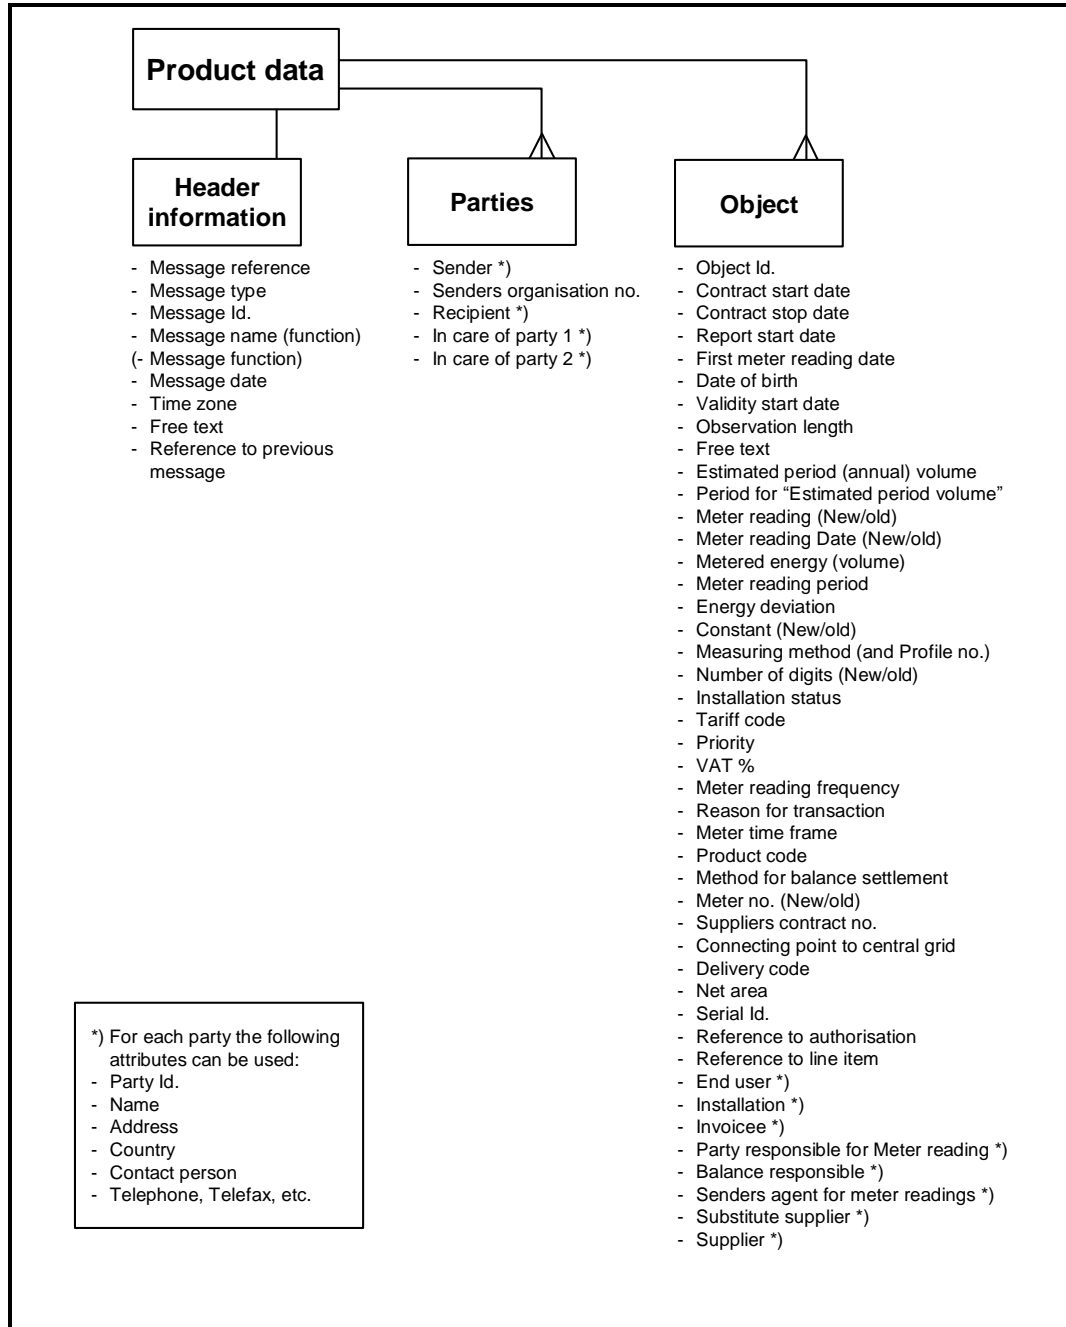 Product data
Header
information
- Message reference
- Message type
- Message Id.
- Message name (function)
(- Message function)
- Message date
- Time zone
- Free text
- Reference to previous
message
Parties
- Sender *)
- Senders organisation no.
- Recipient *)
- In care of party 1 *)
- In care of party 2 *)
Object
- Object Id.
- Contract start date
- Contract stop date
- Report start date
- First meter reading date
- Date of birth
- Validity start date
- Observation length
- Free text
- Estimated period (annual) volume
- Period for “Estimated period volume”
- Meter reading (New/old)
- Meter reading Date (New/old)
- Metered energy (volume)
- Meter reading period
- Energy deviation
- Constant (New/old)
- Measuring method (and Profile no.)
- Number of digits (New/old)
- Installation status
- Tariff code
- Priority
- VAT %
- Meter reading frequency
- Reason for transaction
- Meter time frame
- Product code
- Method for balance settlement
- Meter no. (New/old)
- Suppliers contract no.
- Connecting point to central grid
- Delivery code
- Net area
- Serial Id.
- Reference to authorisation
- Reference to line item
- End user *)
- Installation *)
- Invoicee *)
- Party responsible for Meter reading *)
- Balance responsible *)
- Senders agent for meter readings *)
- Substitute supplier *)
- Supplier *)
*) For each party the following
attributes can be used:
- Party Id.
- Name
- Address
- Country
- Contact person
- Telephone, Telefax, etc.